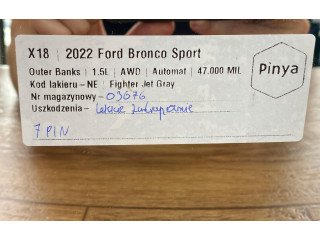 X18 | 2022 Ford Bronco Sport
Outer Banks | 1.5L | AWD | Automat | 47.000 MIL
Kod lakieru – NE | Fighter Jet Gray
Nr magazynowy – 03676
Uszkodzenia –
7 PIN
Pinya